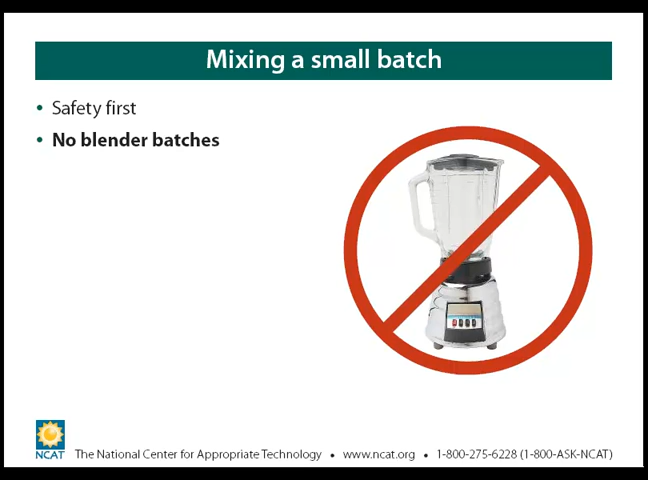 Mixing a small batch
• Safety first
• No blender batches
NCAT
The National Center for Appropriate Technology • www.ncat.org • 1-800-275-6228 (1-800-ASK-NCAT)